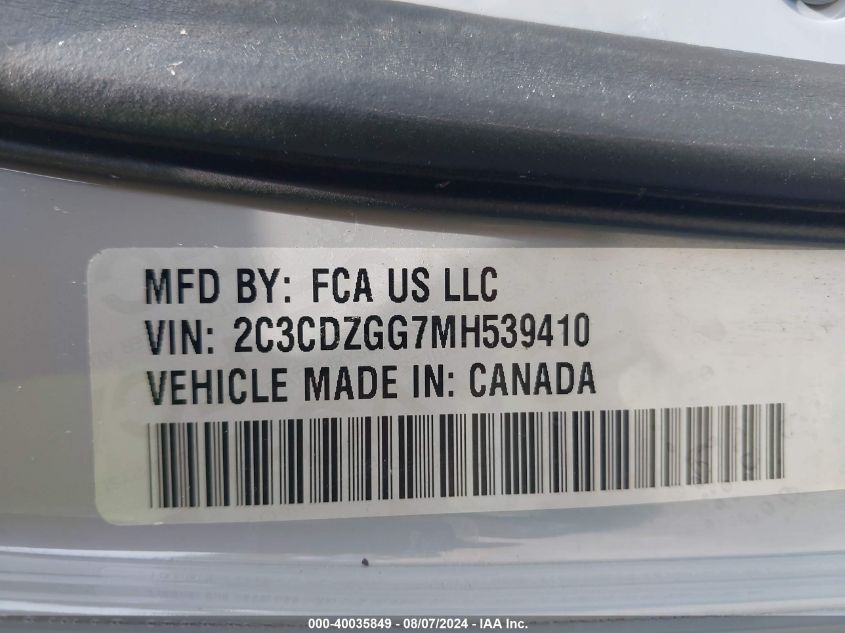 MFD BY: FCA US LLC
VIN: 2C3CDZGG7MH539410
VEHICLE MADE IN: CANADA
000-40035849 - 08/07/2024 - IAA Inc.